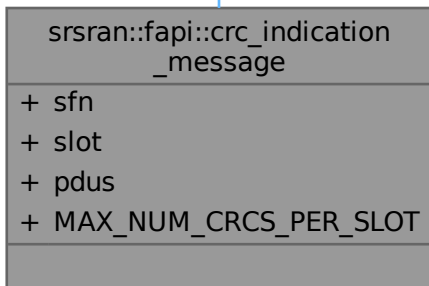 srsran::fapi::crc_indication
_message
+ sfn
+ slot
+ pdus
+ MAX_NUM_CRCS_PER_SLOT